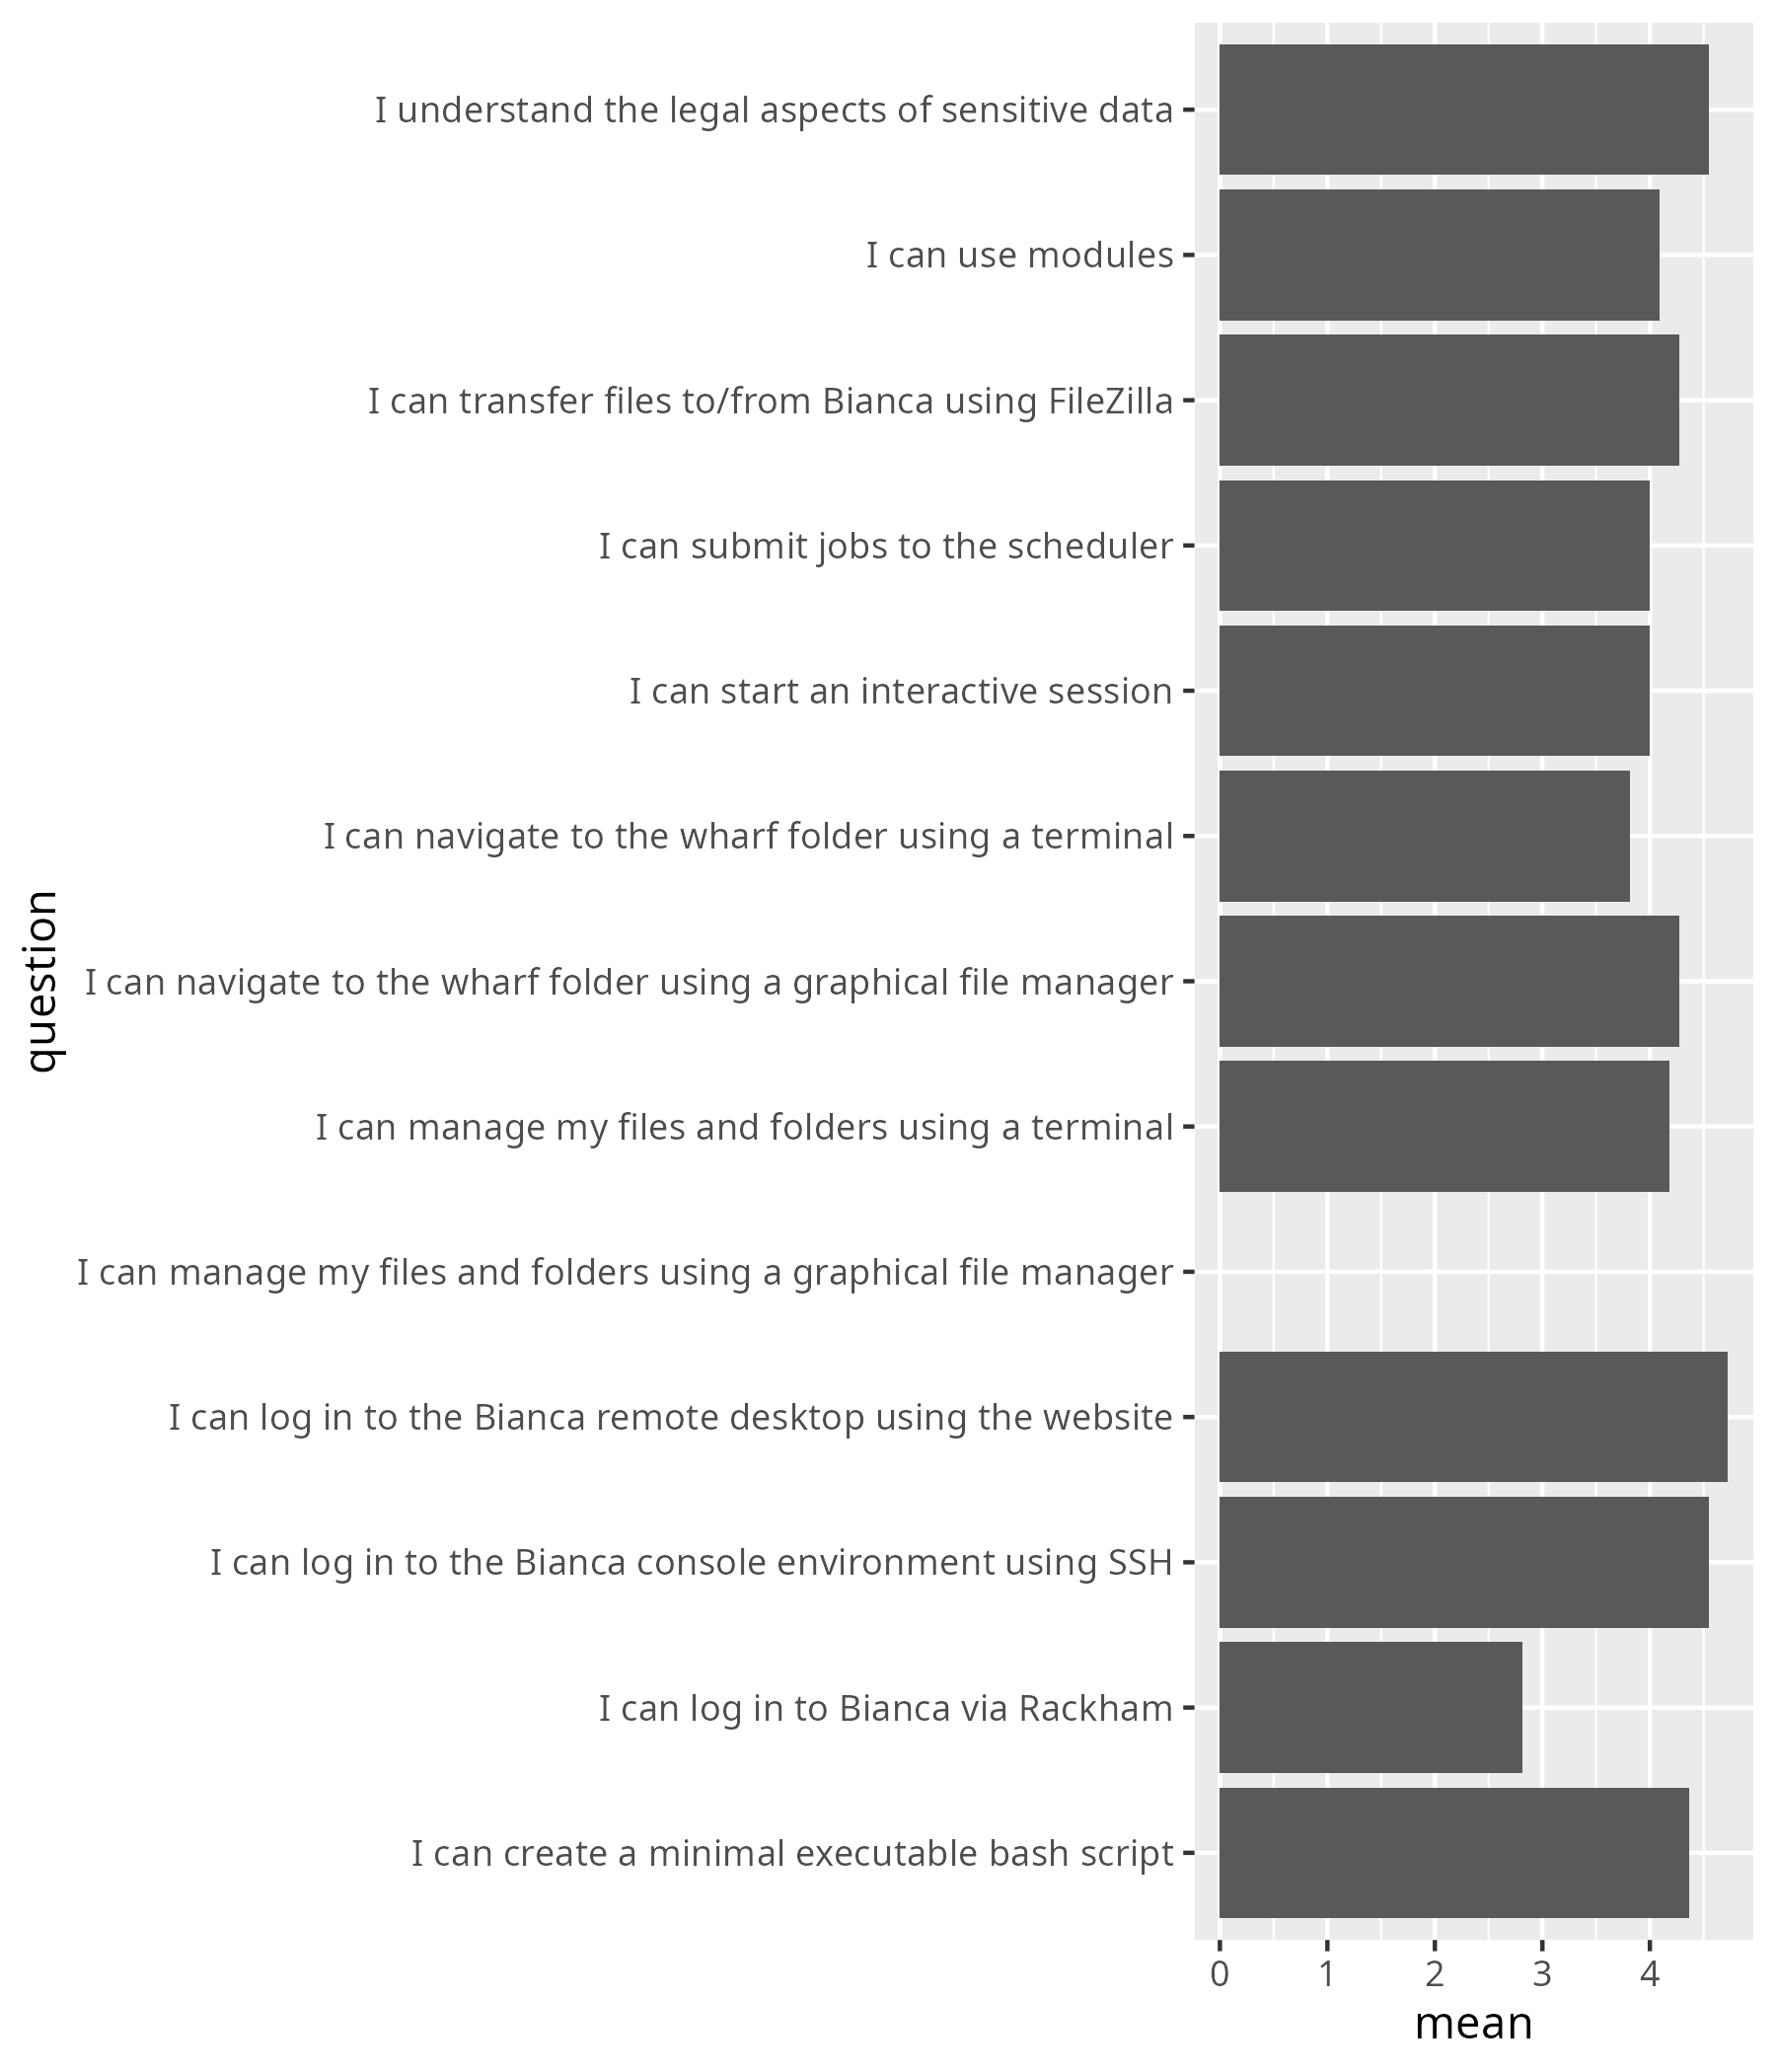 question
I understand the legal aspects of sensitive data
I can use modules
I can transfer files to/from Bianca using FileZilla
I can submit jobs to the scheduler
I can start an interactive session
I can navigate to the wharf folder using a terminal
I can navigate to the wharf folder using a graphical file manager
I can manage my files and folders using a terminal
I can manage my files and folders using a graphical file manager
I can log in to the Bianca remote desktop using the website
I can log in to the Bianca console environment using SSH
I can log in to Bianca via Rackham
I can create a minimal executable bash script
0 1 2 3 4
mean